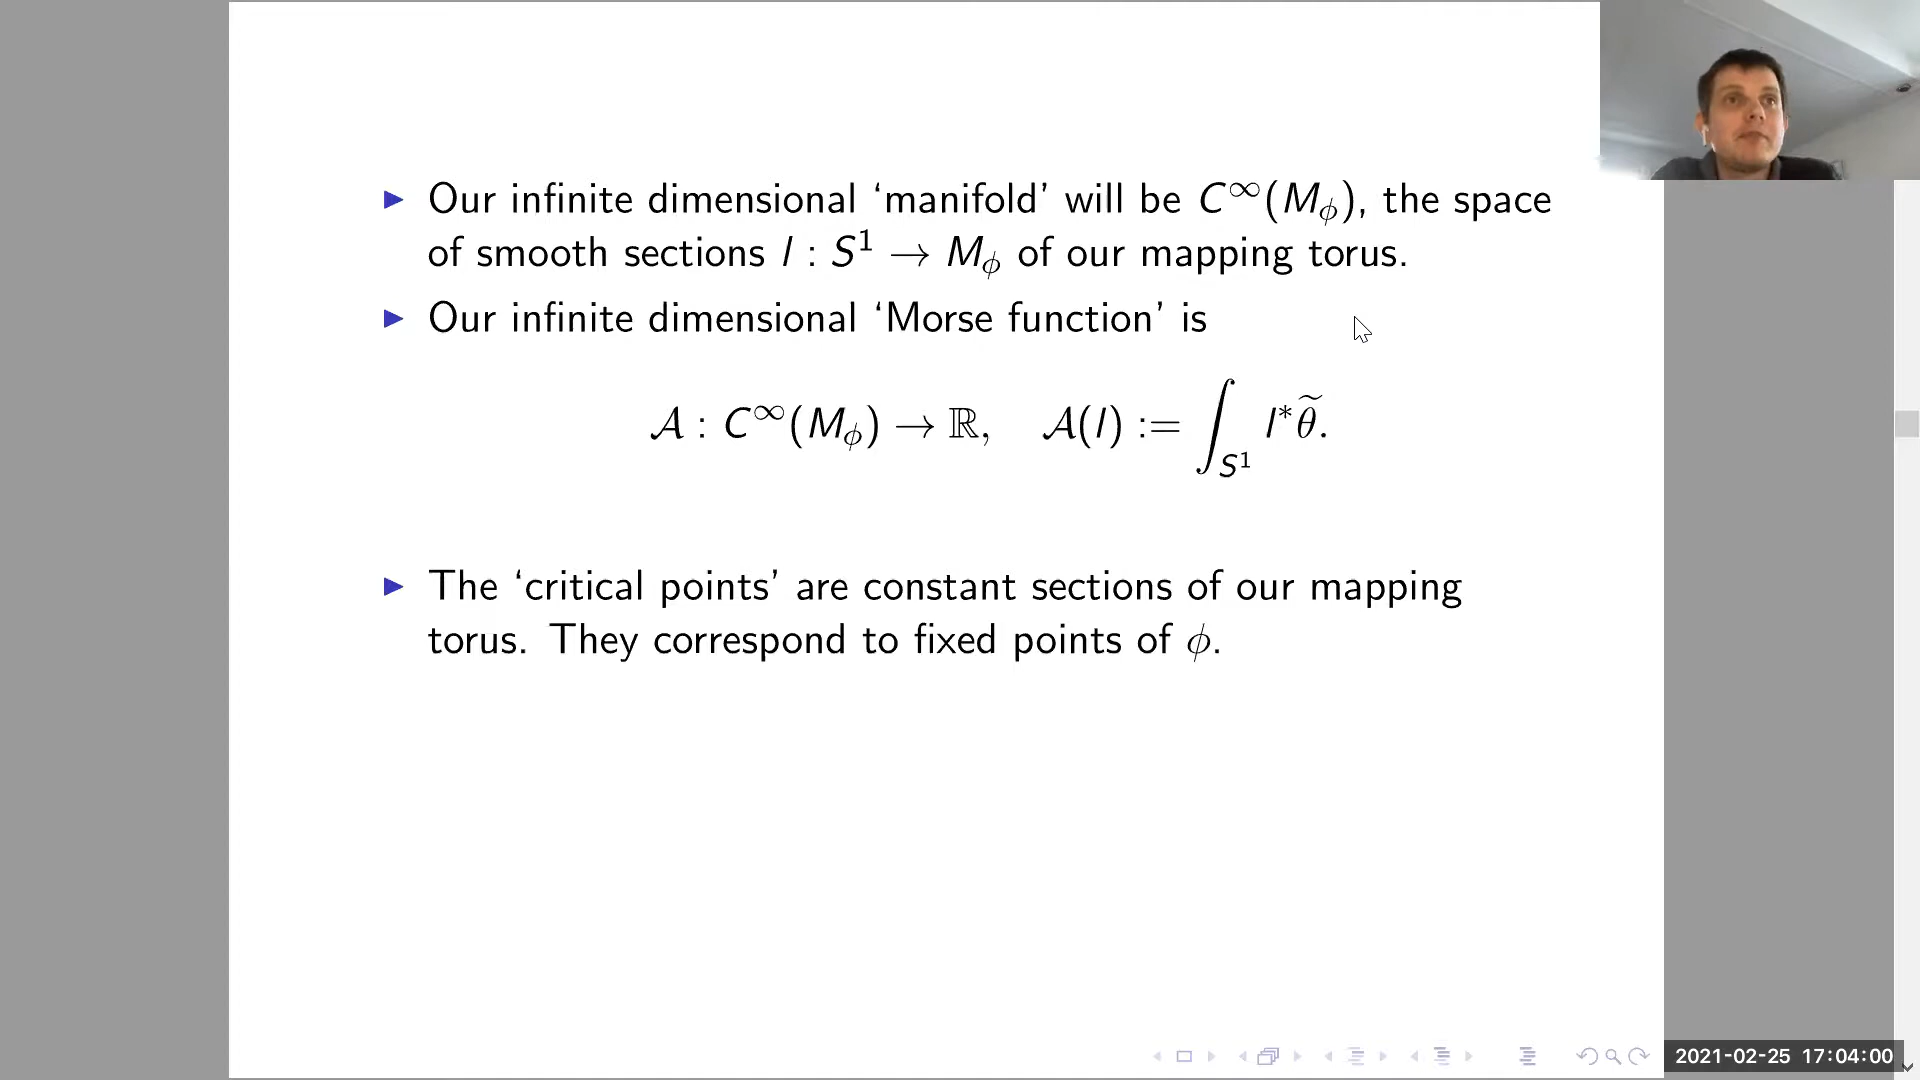 ▶ Our infinite dimensional ‘manifold’ will be C^∞(M_ϕ), the space
of smooth sections l : S¹ → M_ϕ of our mapping torus.
▶ Our infinite dimensional ‘Morse function’ is
𝒜 : C^∞(M_ϕ) → ℝ, 𝒜(l) := ∫_{S¹} l*θ̃.
▶ The ‘critical points’ are constant sections of our mapping
torus. They correspond to fixed points of ϕ.
2021-02-25 17:04:00